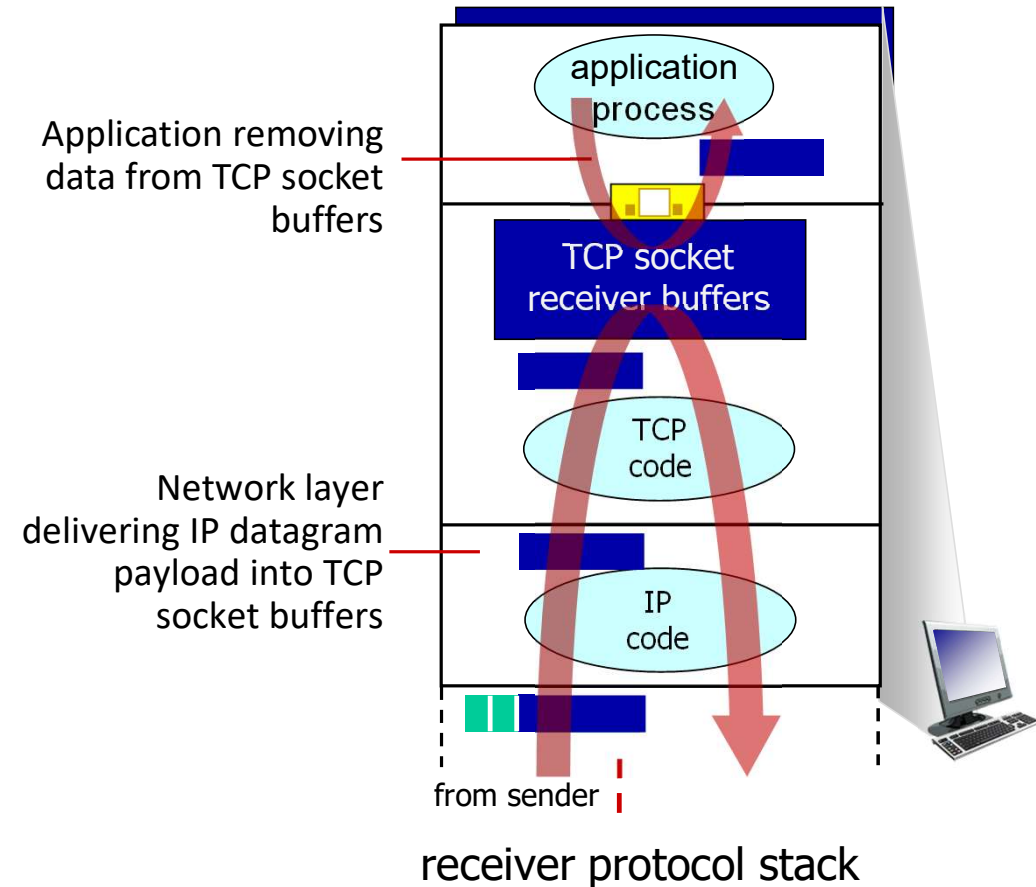 application
process
Application removing
data from TCP socket
buffers
TCP socket
receiver buffers
TCP
code
Network layer
delivering IP datagram
payload into TCP
socket buffers
IP
code
from sender
receiver protocol stack